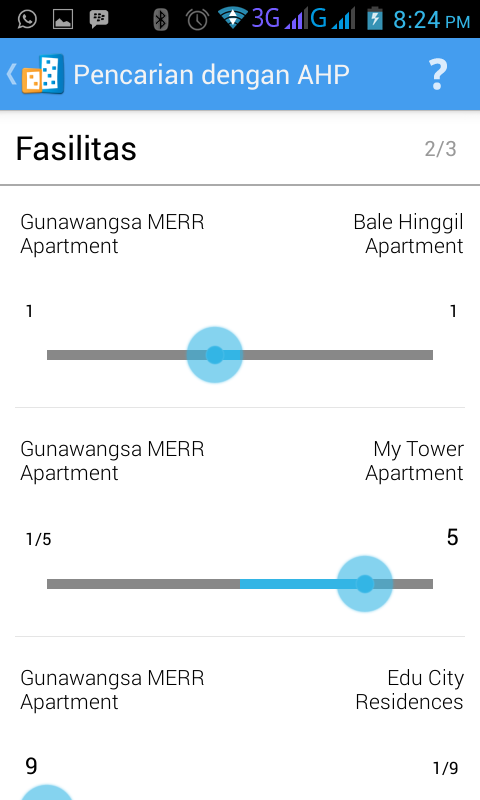 3G G 8:24 PM
Pencarian dengan AHP ?
Fasilitas 2/3
Gunawangsa MERR
Apartment
Bale Hinggil
Apartment
1 1
Gunawangsa MERR
Apartment
My Tower
Apartment
1/5 5
Gunawangsa MERR
Apartment
Edu City
Residences
9 1/9